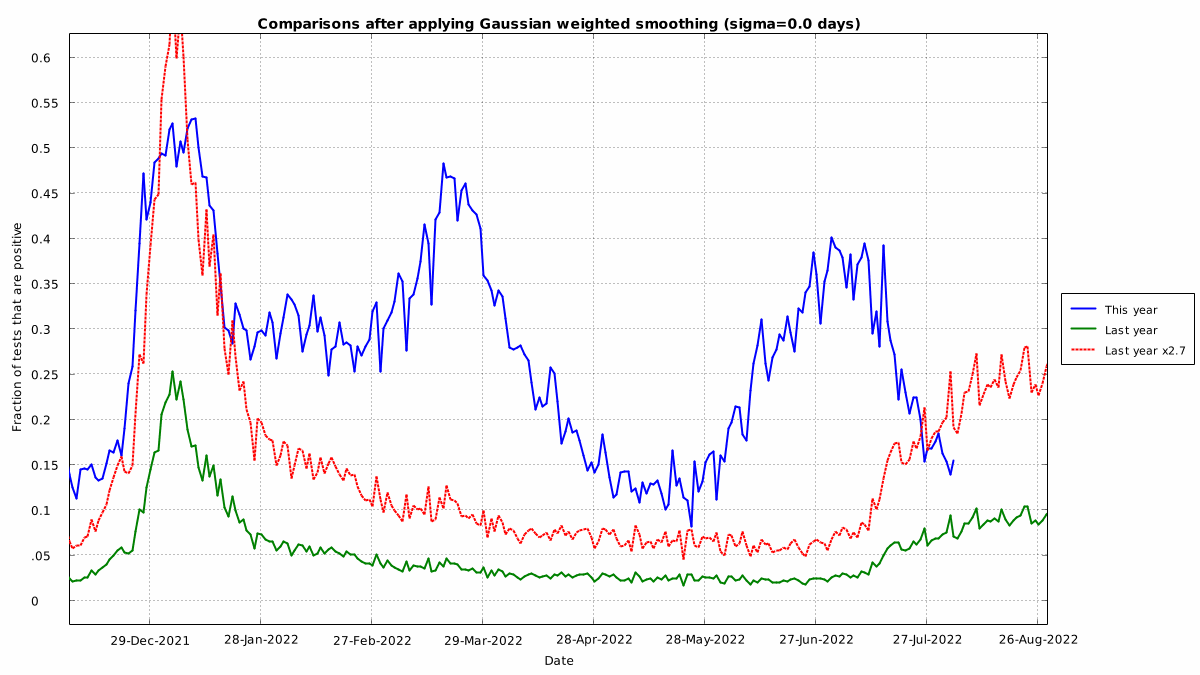 Comparisons after applying Gaussian weighted smoothing (sigma=0.0 days)
0.6
0.55
0.5
0.45
0.4
0.35
0.3
0.25
0.2
0.15
0.1
.05
0
Fraction of tests that are positive
29-Dec-2021
28-Jan-2022
27-Feb-2022
29-Mar-2022
28-Apr-2022
28-May-2022
27-Jun-2022
27-Jul-2022
26-Aug-2022
Date
This year
Last year
Last year x2.7